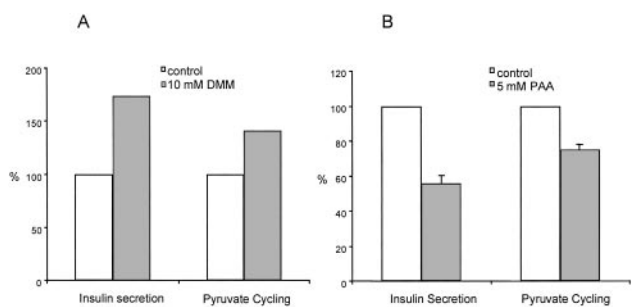 A
B
control
10 mM DMM
control
5 mM PAA
200
150
100
50
0
%
120
100
80
60
40
20
0
%
Insulin secretion
Pyruvate Cycling
Insulin Secretion
Pyruvate Cycling